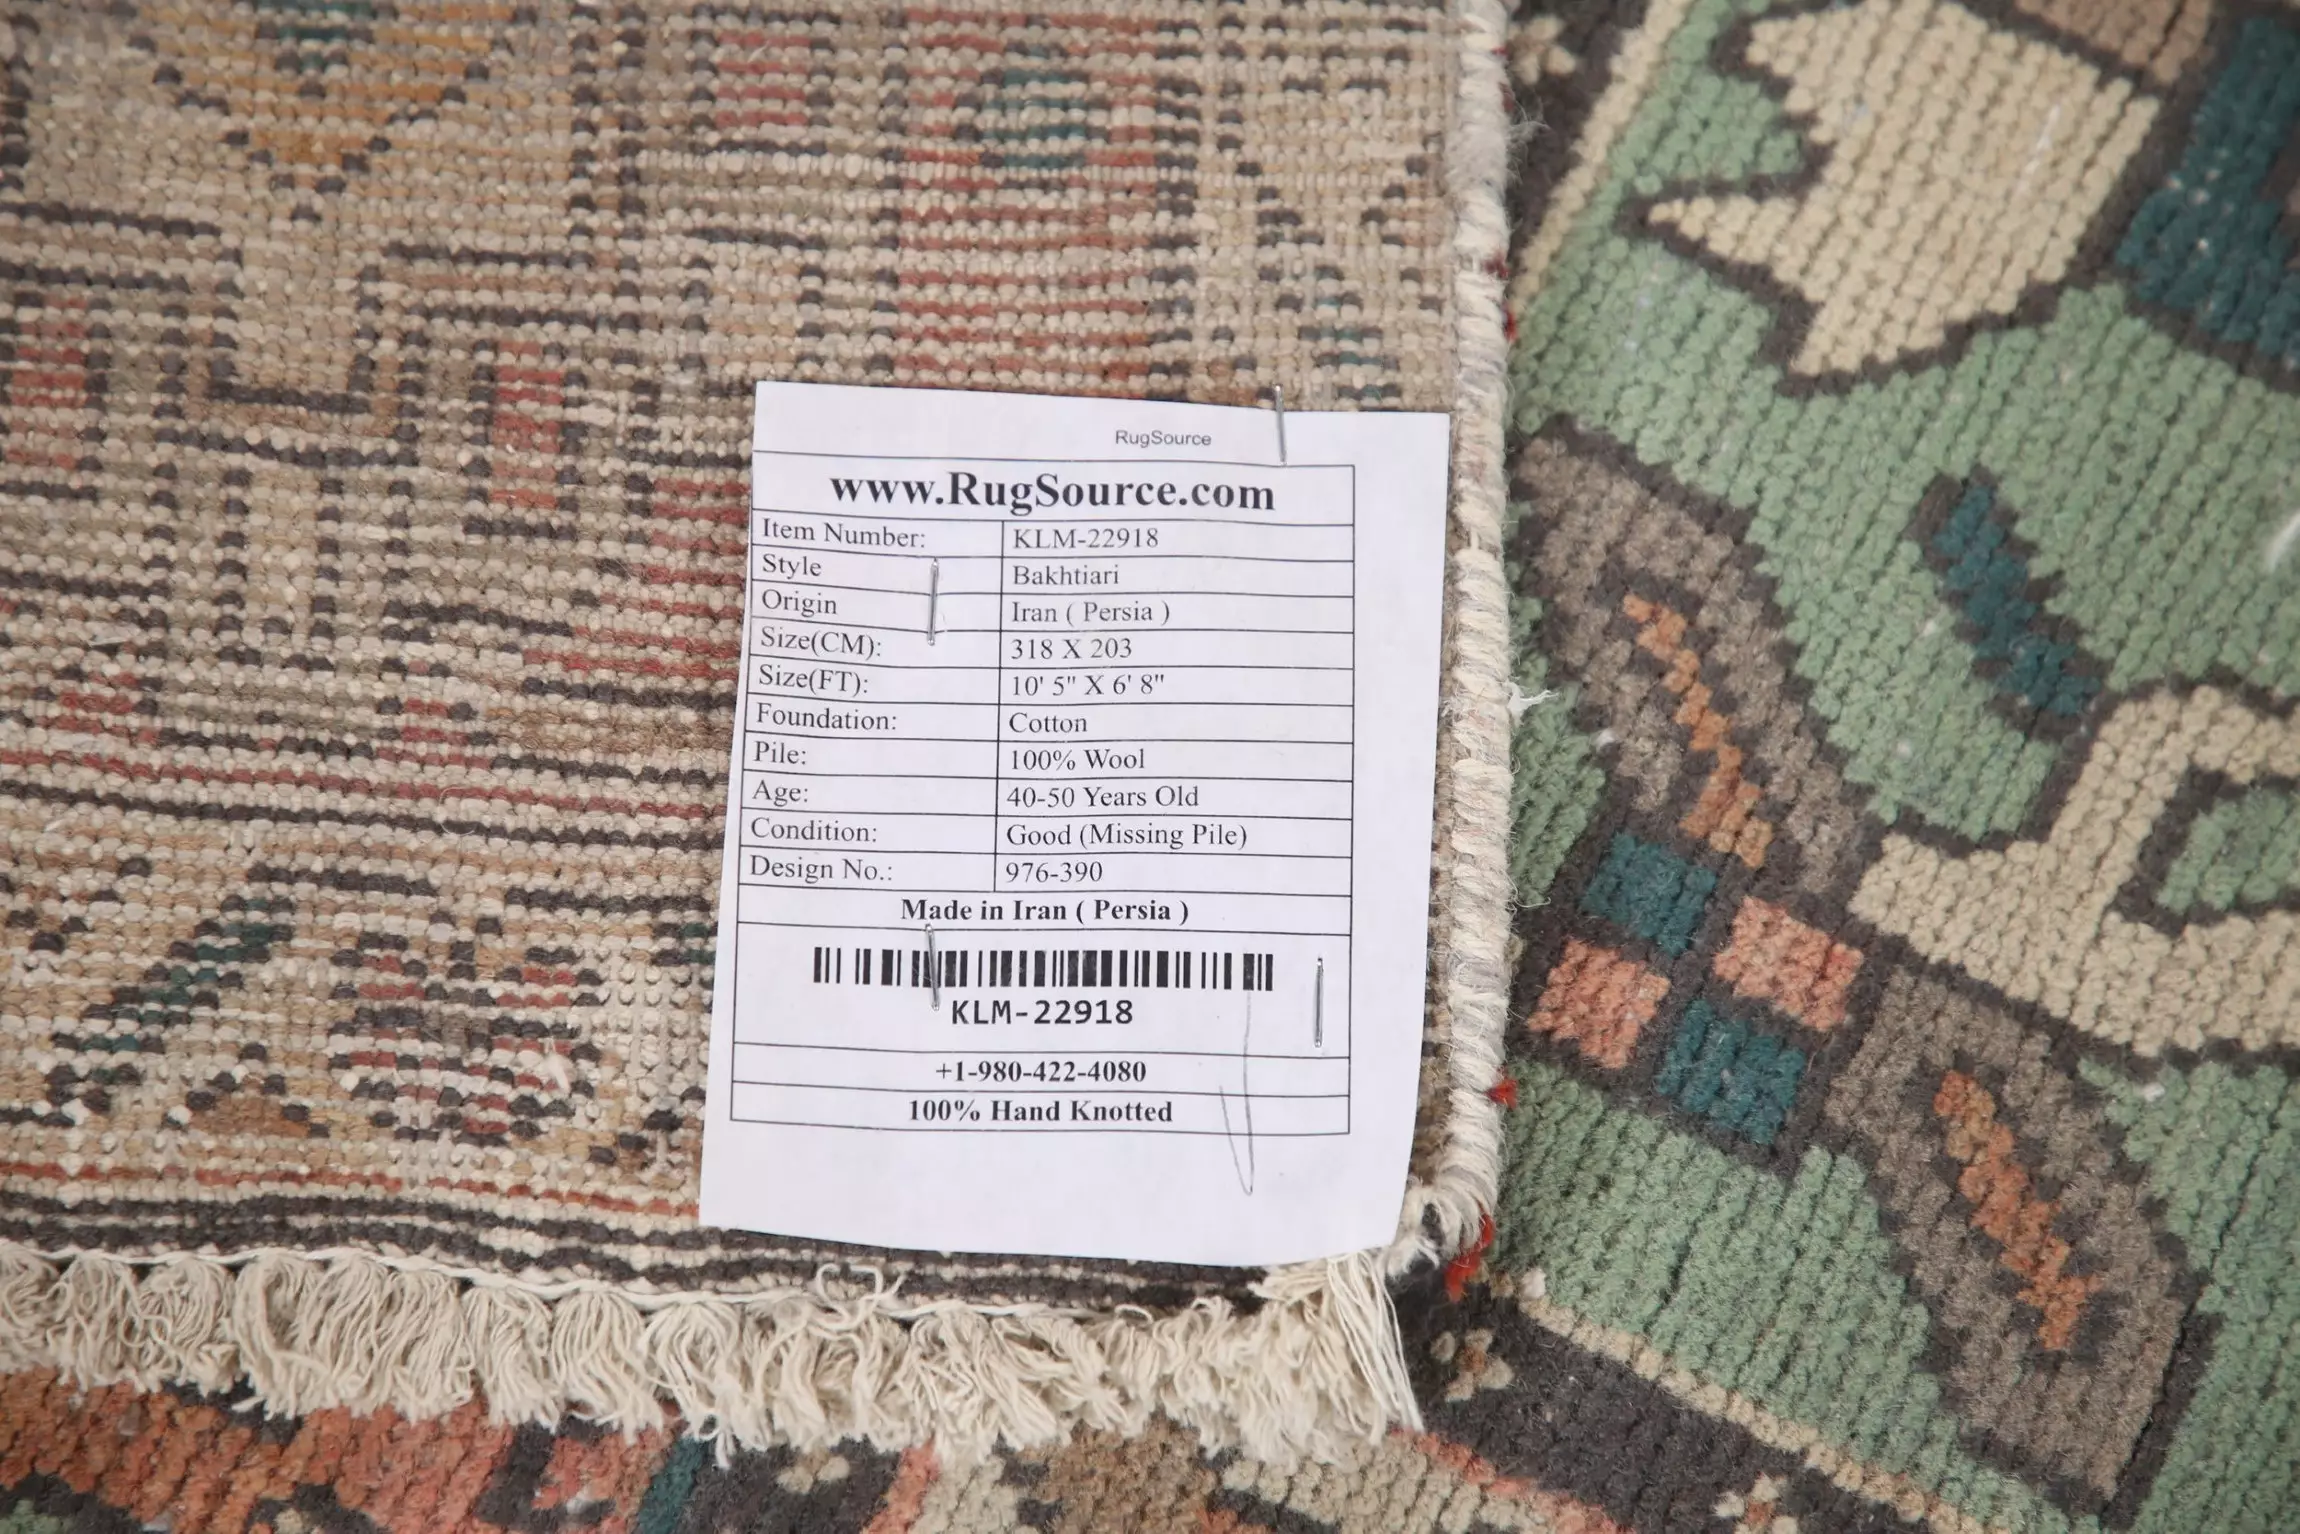 RugSource
www.RugSource.com
Item Number: KLM-22918
Style Bakhtiari
Origin Iran ( Persia )
Size(CM): 318 X 203
Size(FT): 10' 5" X 6' 8"
Foundation: Cotton
Pile: 100% Wool
Age: 40-50 Years Old
Condition: Good (Missing Pile)
Design No.: 976-390
Made in Iran ( Persia )
KLM-22918
+1-980-422-4080
100% Hand Knotted